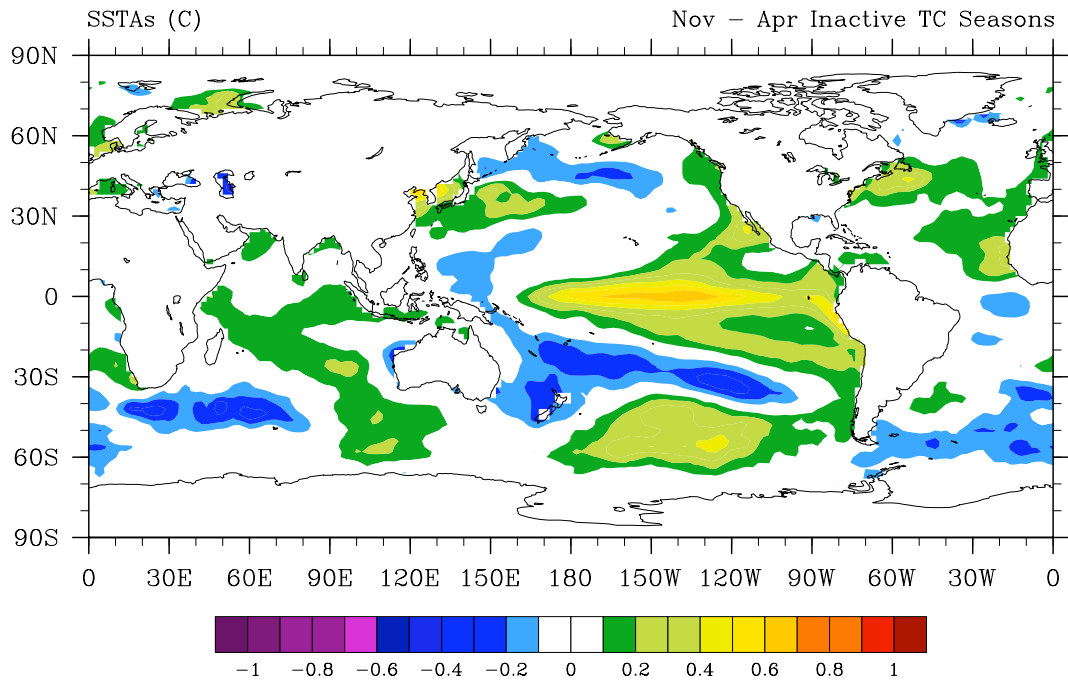 SSTAs (C) Nov – Apr Inactive TC Seasons
90N
60N
30N
0
30S
60S
90S
0 30E 60E 90E 120E 150E 180 150W 120W 90W 60W 30W 0
−1 −0.8 −0.6 −0.4 −0.2 0 0.2 0.4 0.6 0.8 1